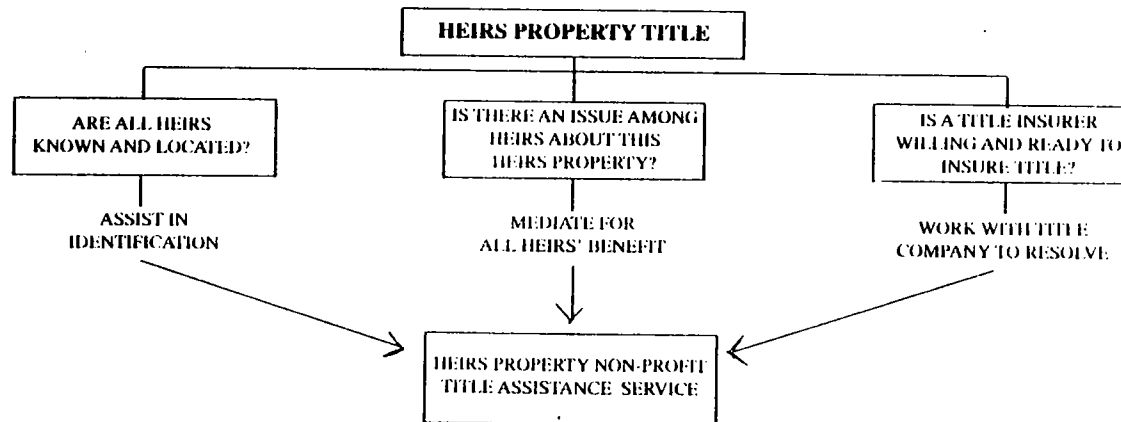 HEIRS PROPERTY TITLE
ARE ALL HEIRS
KNOWN AND LOCATED?
ASSIST IN
IDENTIFICATION
IS THERE AN ISSUE AMONG
HEIRS ABOUT THIS
HEIRS PROPERTY?
MEDIATE FOR
ALL HEIRS' BENEFIT
IS A TITLE INSURER
WILLING AND READY TO
INSURE TITLE?
WORK WITH TITLE
COMPANY TO RESOLVE
HEIRS PROPERTY NON-PROFIT
TITLE ASSISTANCE SERVICE